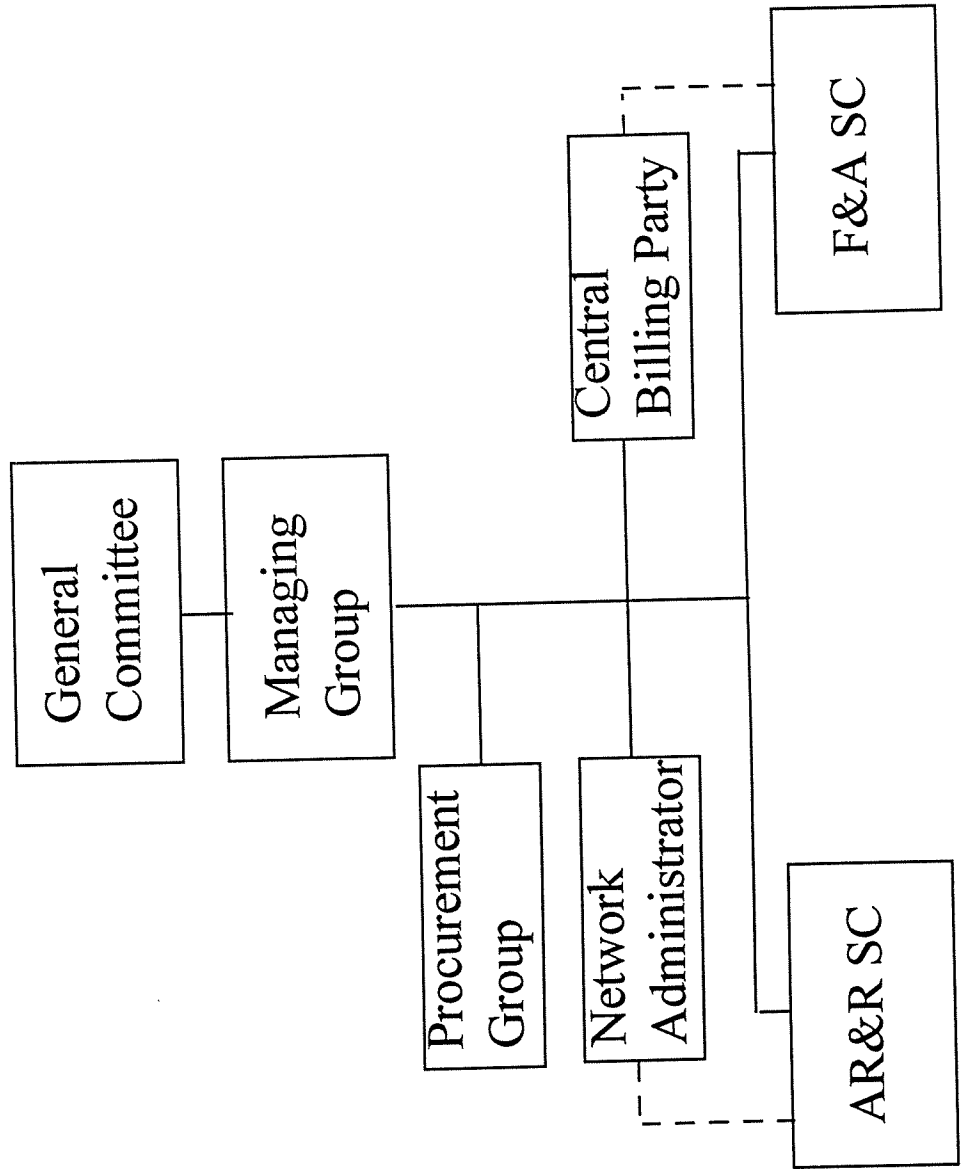 General
Committee
Managing
Group
Procurement
Group
Network
Administrator
Central
Billing Party
AR&R SC
F&A SC